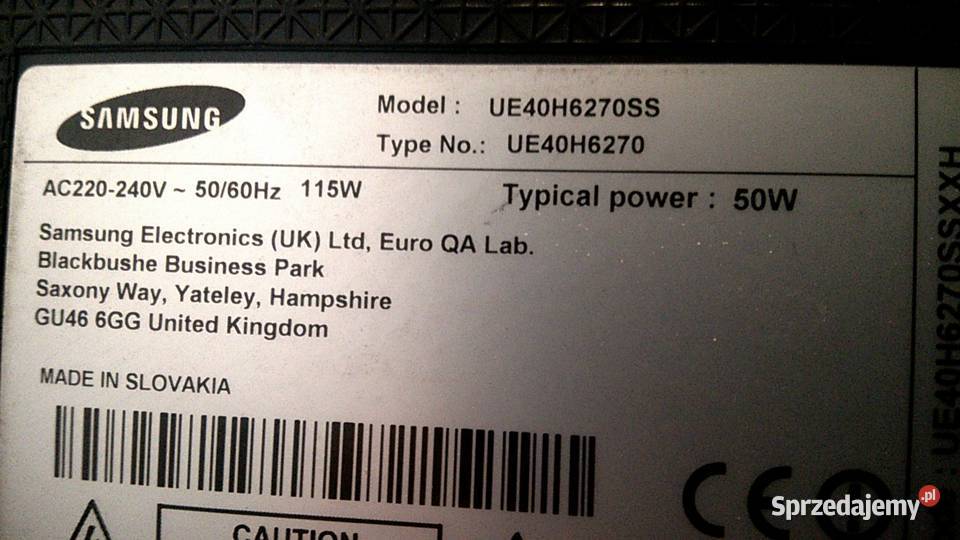 SAMSUNG
Model : UE40H6270SS
Type No.: UE40H6270
AC220-240V ~ 50/60Hz 115W
Typical power : 50W
Samsung Electronics (UK) Ltd, Euro QA Lab.
Blackbushe Business Park
Saxony Way, Yateley, Hampshire
GU46 6GG United Kingdom
MADE IN SLOVAKIA
CAUTION
CE
: UE40H6270SSXXH
Sprzedajemy.pl